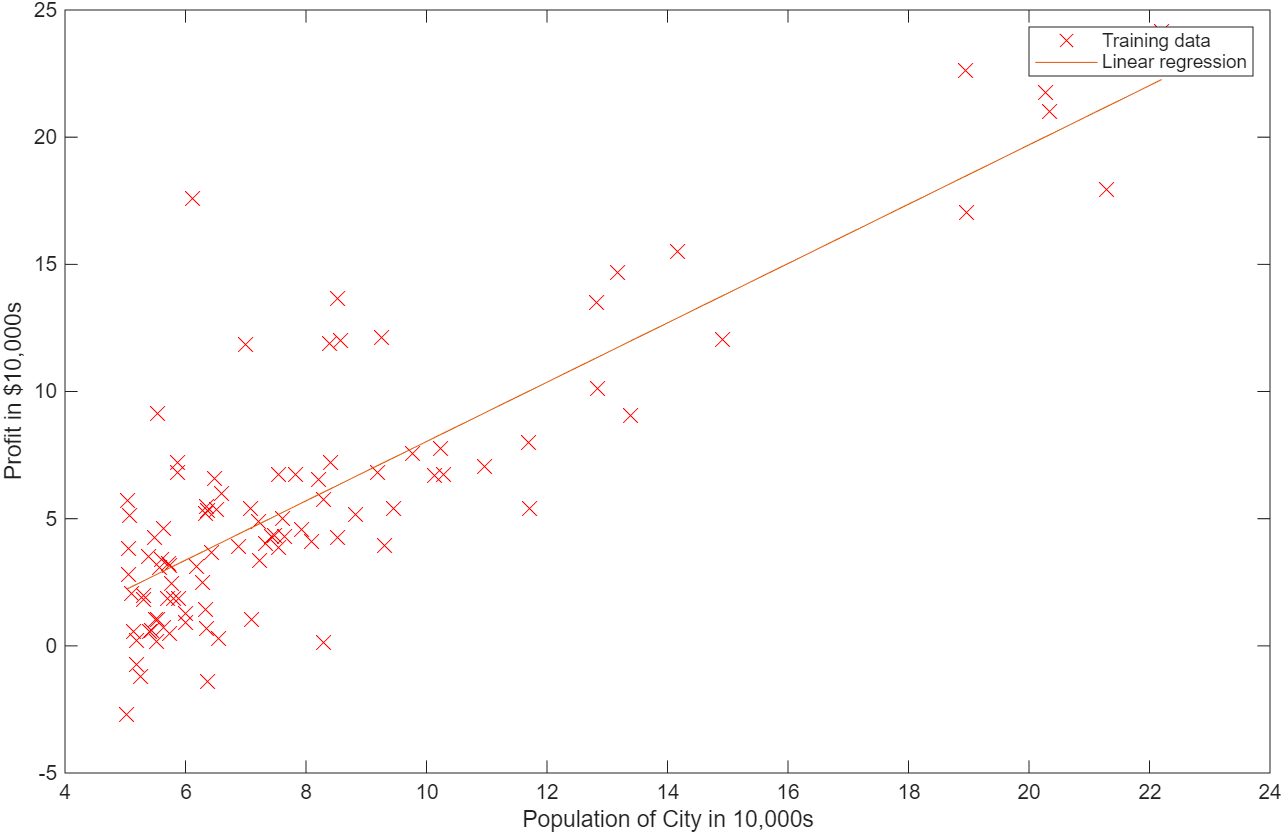 25
20
15
10
5
0
-5
4 6 8 10 12 14 16 18 20 22 24
Profit in $10,000s
Population of City in 10,000s
Training data
Linear regression